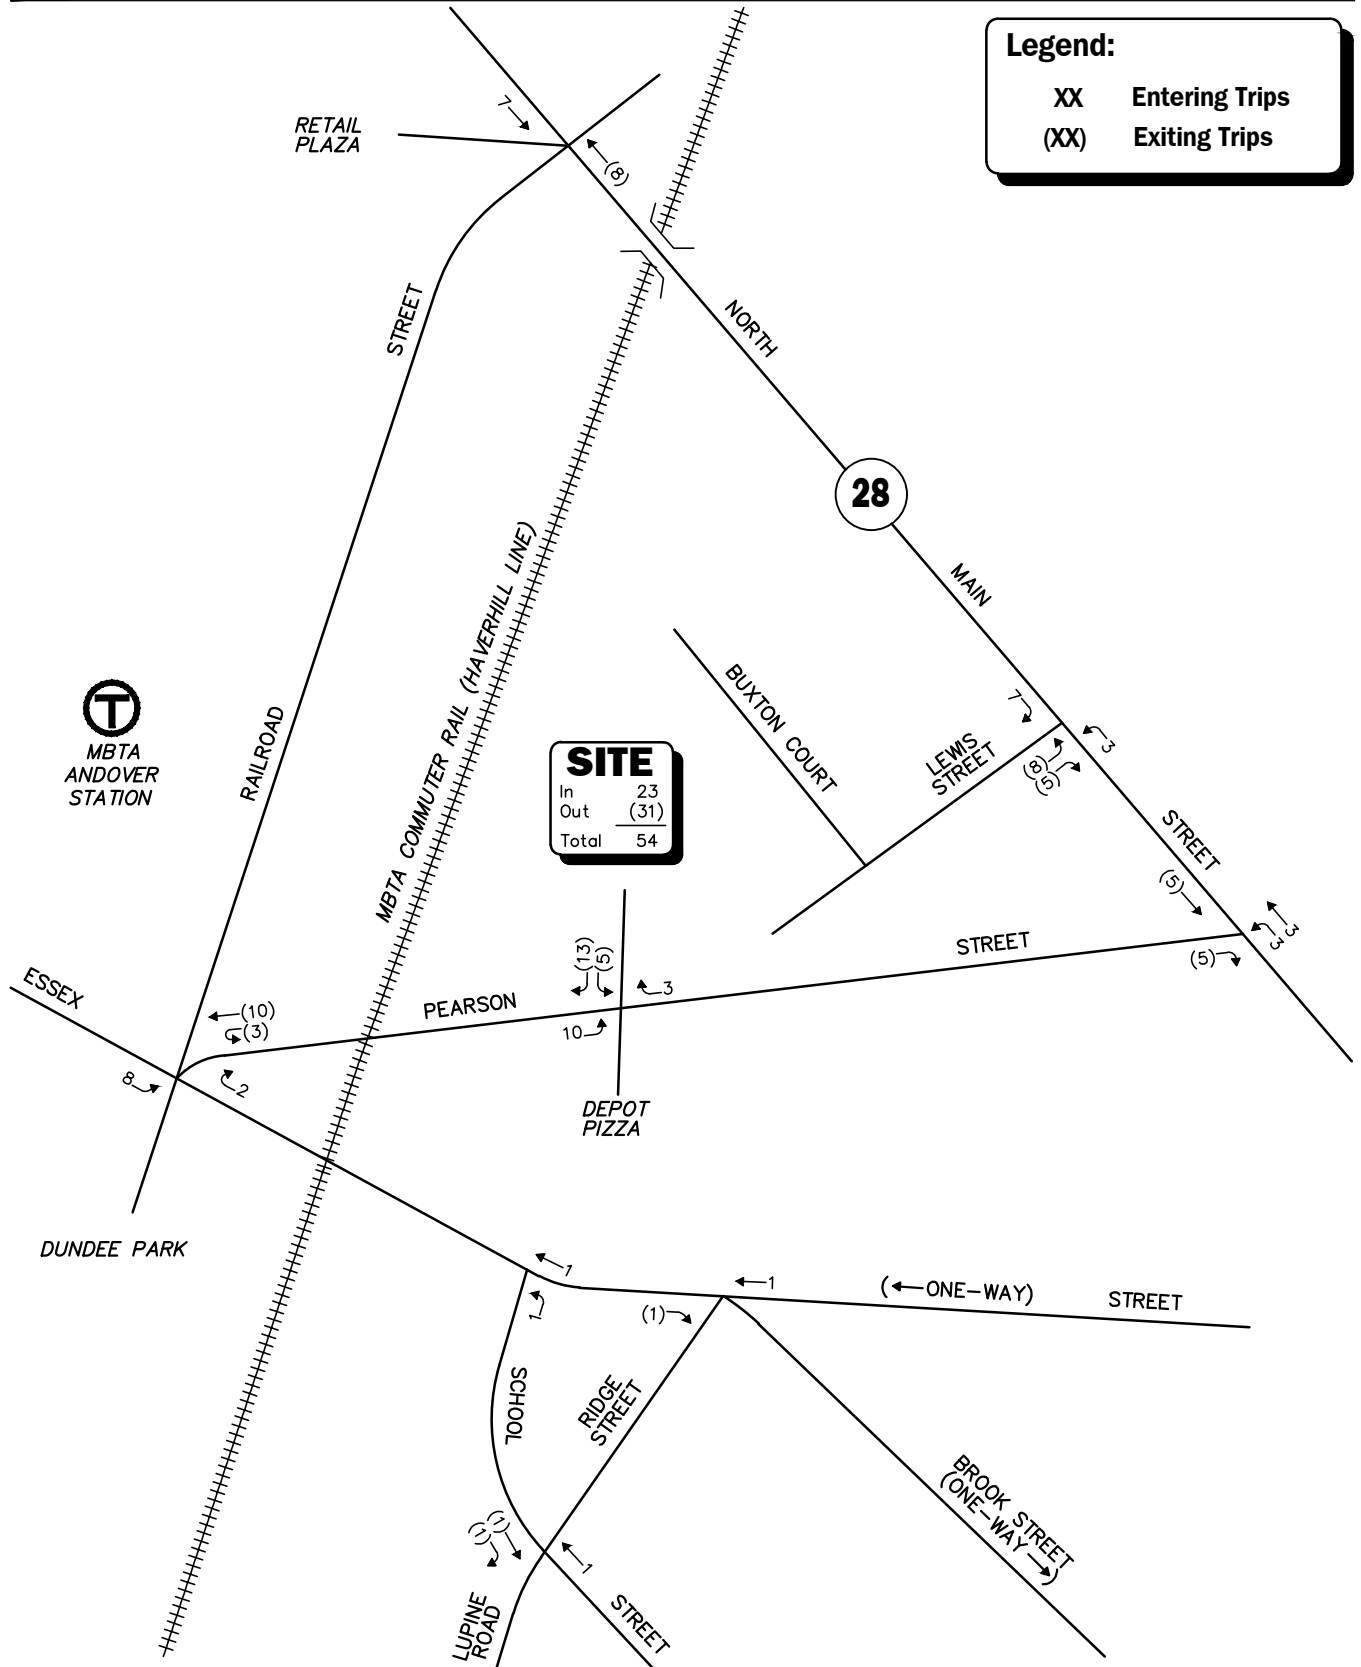 Legend:
XX Entering Trips
(XX) Exiting Trips
7
RETAIL
PLAZA
(8)
STREET
NORTH
28
MAIN
MBTA COMMUTER RAIL (HAVERHILL LINE)
BUXTON COURT
LEWIS
STREET
7
3
(8)
(5)
T
MBTA
ANDOVER
STATION
RAILROAD
SITE
In 23
Out (31)
Total 54
STREET
(5)
3
3
(5)
STREET
(13)
(5)
3
PEARSON
10
ESSEX
(10)
(3)
8
2
DEPOT
PIZZA
DUNDEE PARK
1
1
(←ONE-WAY)
STREET
1
(1)
SCHOOL
RIDGE
STREET
BROOK STREET
(ONE-WAY→)
(1)
(1)
1
LUPINE
ROAD
STREET